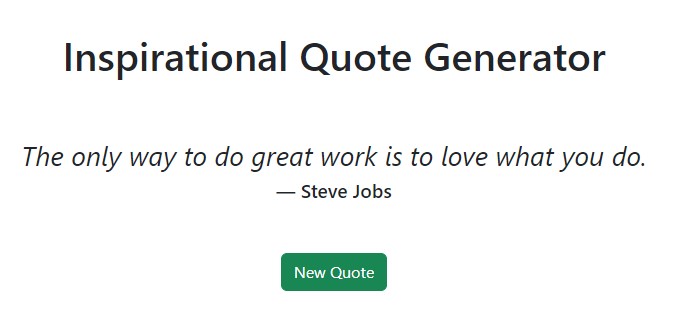 Inspirational Quote Generator
The only way to do great work is to love what you do.
— Steve Jobs
New Quote